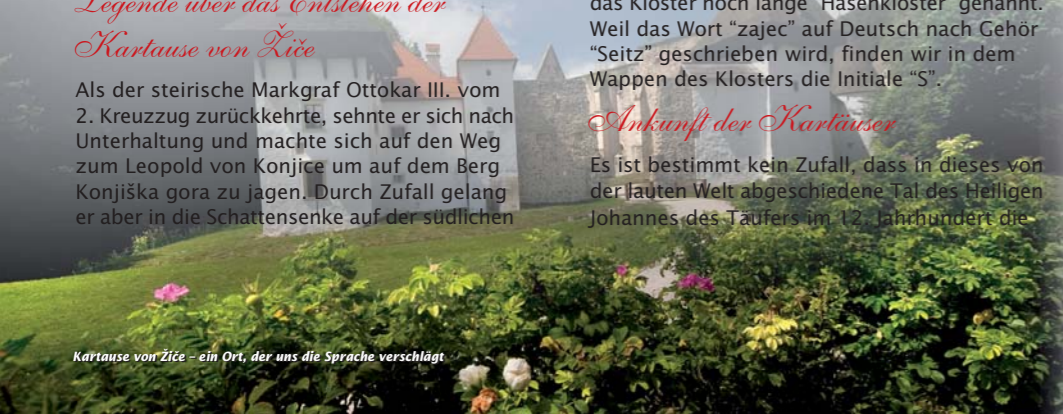 Legende über das Entstehen der
Kartause von Žiče
Als der steirische Markgraf Ottokar III. vom
2. Kreuzzug zurückkehrte, sehnte er sich nach
Unterhaltung und machte sich auf den Weg
zum Leopold von Konjice um auf dem Berg
Konjiška gora zu jagen. Durch Zufall gelang
er aber in die Schattensenke auf der südlichen
das Kloster noch lange “Hasenkloster” genannt.
Weil das Wort “zajec” auf Deutsch nach Gehör
“Seitz” geschrieben wird, finden wir in dem
Wappen des Klosters die Initiale “S”.
Ankunft der Kartäuser
Es ist bestimmt kein Zufall, dass in dieses von
der lauten Welt abgeschiedene Tal des Heiligen
Johannes des Täufers im 12. Jahrhundert die
Kartause von Žiče – ein Ort, der uns die Sprache verschlägt